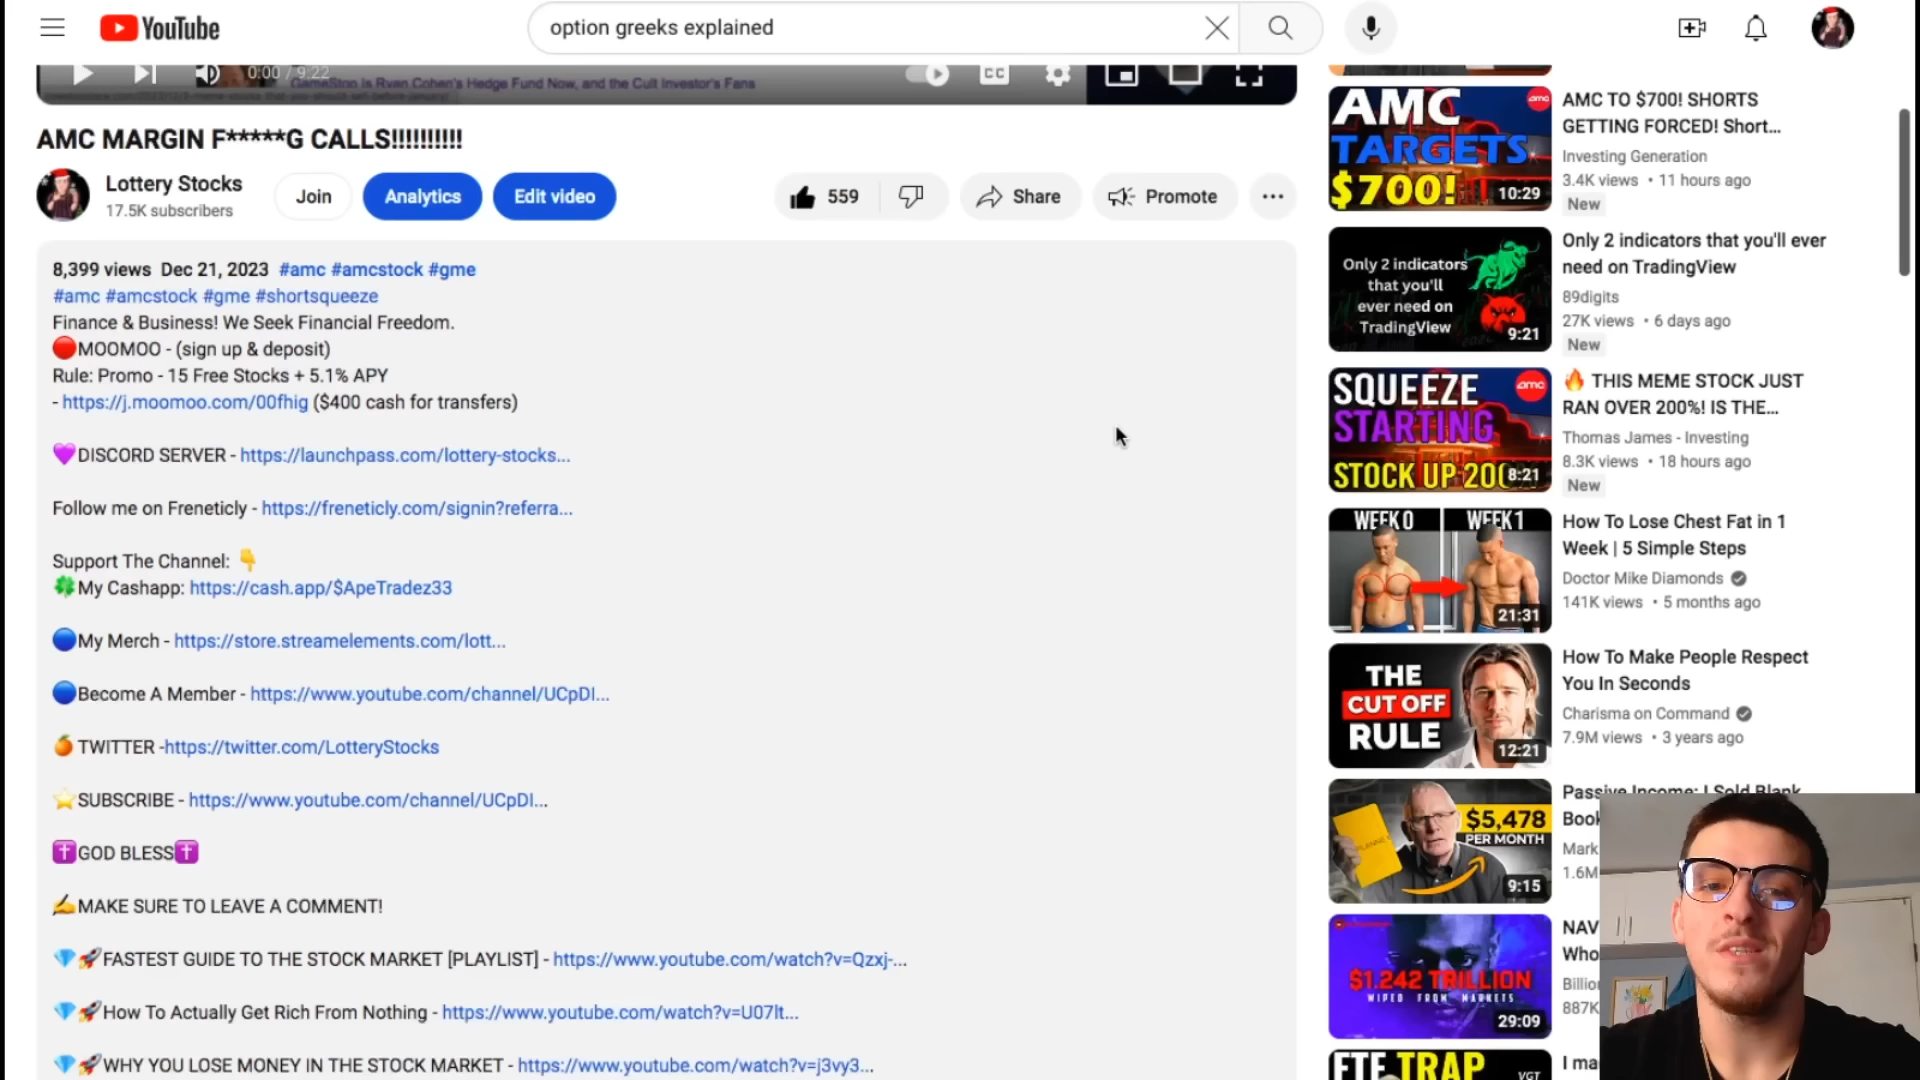 YouTube
option greeks explained
0:00 / 9:22
GameStop Is Ryan Cohen's Hedge Fund Now, and the Cult Investor's Fans
CC
AMC MARGIN F*****G CALLS!!!!!!!!!!
Lottery Stocks
17.5K subscribers
Join
Analytics
Edit video
559
Share
Promote
8,399 views Dec 21, 2023 #amc #amcstock #gme
#amc #amcstock #gme #shortsqueeze
Finance & Business! We Seek Financial Freedom.
🔴MOOMOO - (sign up & deposit)
Rule: Promo - 15 Free Stocks + 5.1% APY
- https://j.moomoo.com/00fhig ($400 cash for transfers)
💜DISCORD SERVER - https://launchpass.com/lottery-stocks...
Follow me on Freneticly - https://freneticly.com/signin?referra...
Support The Channel: 👇
🍀My Cashapp: https://cash.app/$ApeTradez33
🔵My Merch - https://store.streamelements.com/lott...
🔵Become A Member - https://www.youtube.com/channel/UCpDI...
🍊TWITTER -https://twitter.com/LotteryStocks
⭐SUBSCRIBE - https://www.youtube.com/channel/UCpDI...
✝️GOD BLESS✝️
✍️MAKE SURE TO LEAVE A COMMENT!
💎🚀FASTEST GUIDE TO THE STOCK MARKET [PLAYLIST] - https://www.youtube.com/watch?v=Qzxj-...
💎🚀How To Actually Get Rich From Nothing - https://www.youtube.com/watch?v=U07lt...
💎🚀WHY YOU LOSE MONEY IN THE STOCK MARKET - https://www.youtube.com/watch?v=j3vy3...
AMC
TARGETS
$700!
amc
10:29
AMC TO $700! SHORTS
GETTING FORCED! Short...
Investing Generation
3.4K views • 11 hours ago
New
Only 2 indicators
that you'll
ever need on
TradingView
9:21
Only 2 indicators that you'll ever
need on TradingView
89digits
27K views • 6 days ago
New
SQUEEZE
STARTING
STOCK UP 200
amc
8:21
🔥 THIS MEME STOCK JUST
RAN OVER 200%! IS THE...
Thomas James - Investing
8.3K views • 18 hours ago
New
WEEK 0 WEEK 1
21:31
How To Lose Chest Fat in 1
Week | 5 Simple Steps
Doctor Mike Diamonds
141K views • 5 months ago
THE
CUT OFF
RULE
12:21
How To Make People Respect
You In Seconds
Charisma on Command
7.9M views • 3 years ago
$5,478
PER MONTH
9:15
Passive Income: I Sold Blank
Book
Mark
1.6M
$1.242 TRILLION
WIPED FROM MARKETS
29:09
NAV
Who
Billio
887K
ETF TRAP
VGT
I ma